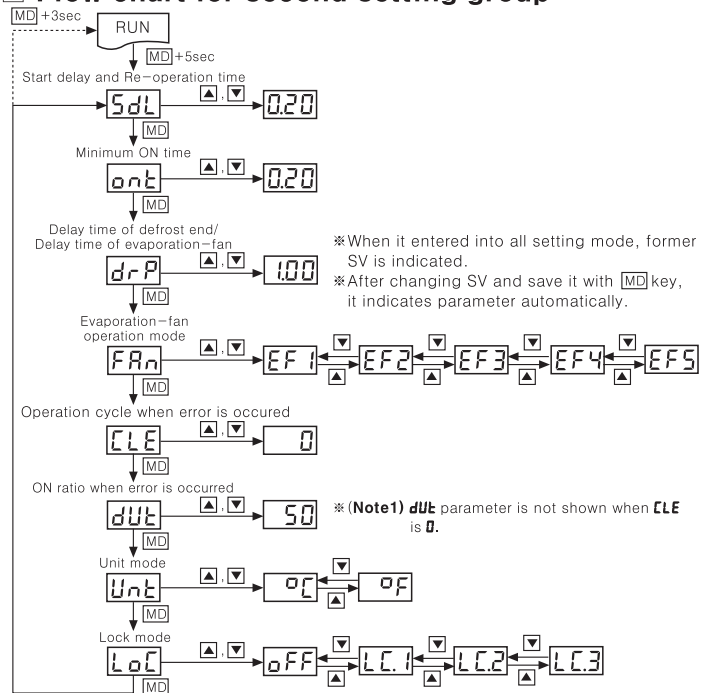 Flow chart for second setting group
MD +3sec
RUN
MD +5sec
Start delay and Re-operation time
SdL ▲,▼ 0.20
MD
Minimum ON time
ont ▲,▼ 0.20
MD
Delay time of defrost end/
Delay time of evaporation-fan
drP ▲,▼ 1.00
MD
※When it entered into all setting mode, former
SV is indicated.
※After changing SV and save it with MD key,
it indicates parameter automatically.
Evaporation-fan
operation mode
FAn ▲,▼ EF1 ▼ ▲ EF2 ▼ ▲ EF3 ▼ ▲ EF4 ▼ ▲ EF5
MD
Operation cycle when error is occured
CLE ▲,▼ 0
MD
ON ratio when error is occurred
dUt ▲,▼ 50
MD
※(Note1) dUt parameter is not shown when CLE
is 0.
Unit mode
Unt ▲,▼ °C ▼ ▲ °F
MD
Lock mode
LoC ▲,▼ oFF ▼ ▲ LC.1 ▼ ▲ LC.2 ▼ ▲ LC.3
MD